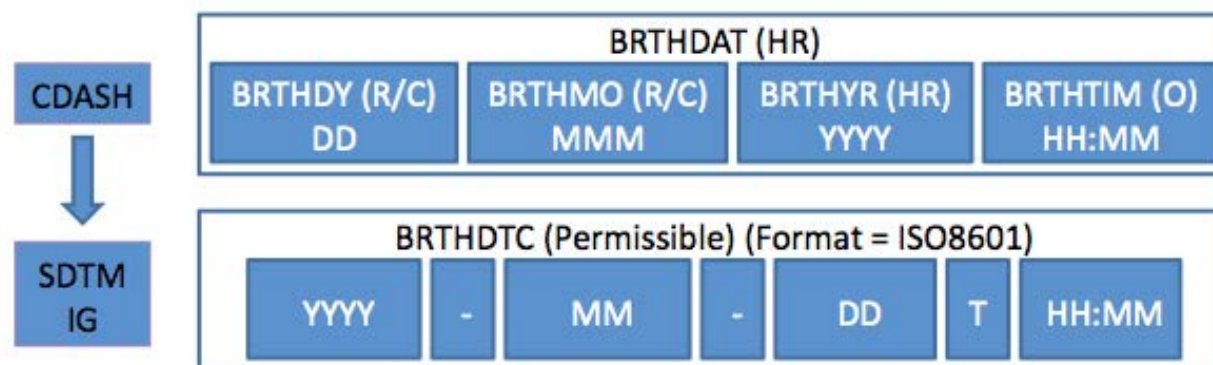 CDASH
BRTHDAT (HR)
BRTHDY (R/C)
DD
BRTHMO (R/C)
MMM
BRTHYR (HR)
YYYY
BRTHTIM (O)
HH:MM
SDTM
IG
BRTHDTC (Permissible) (Format = ISO8601)
YYYY - MM - DD T HH:MM